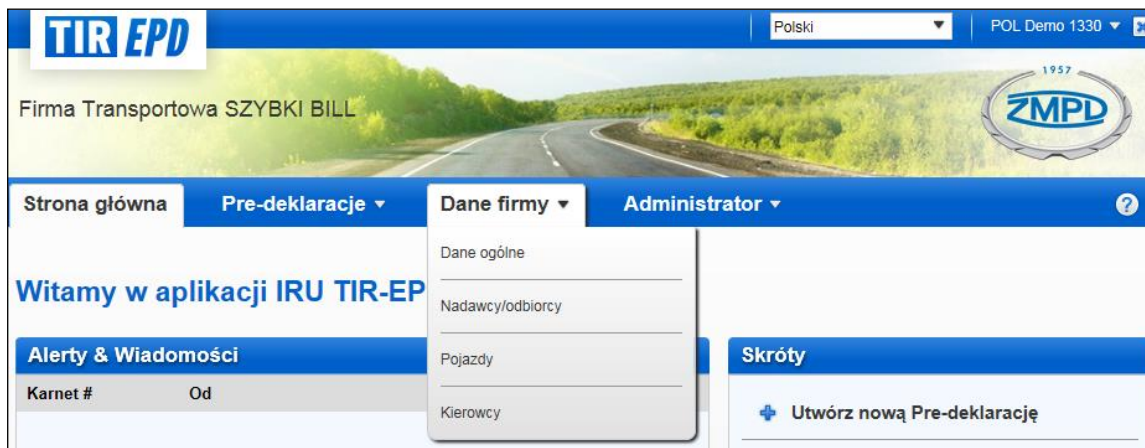 TIR EPD
Polski
POL Demo 1330
Firma Transportowa SZYBKI BILL
1957
ZMPD
Strona główna
Pre-deklaracje
Dane firmy
Administrator
?
Dane ogólne
Nadawcy/odbiorcy
Pojazdy
Kierowcy
Witamy w aplikacji IRU TIR-EP
Alerty & Wiadomości
Karnet # Od
Skróty
Utwórz nową Pre-deklarację